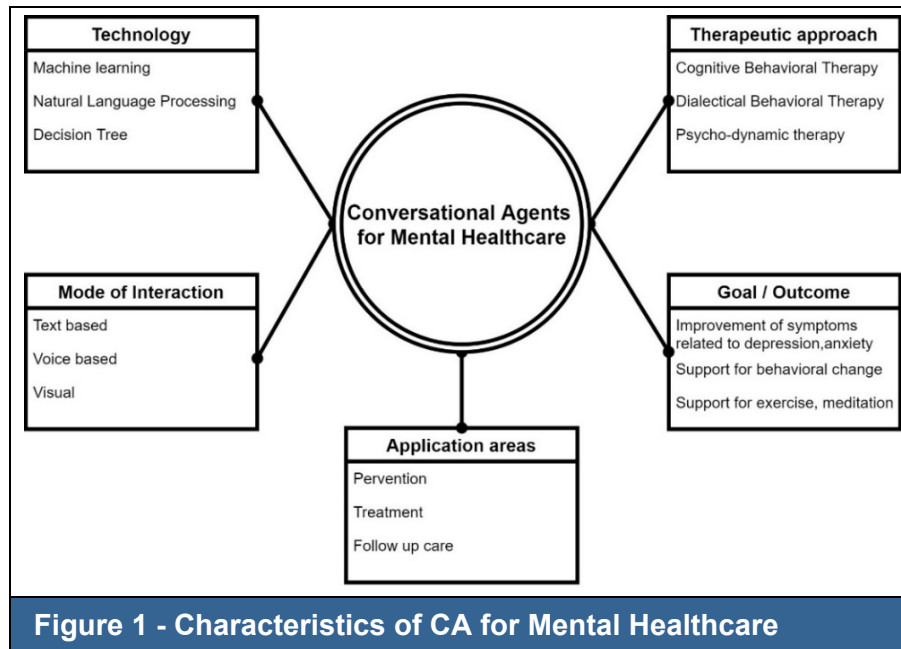 Technology
Machine learning
Natural Language Processing
Decision Tree
Therapeutic approach
Cognitive Behavioral Therapy
Dialectical Behavioral Therapy
Psycho-dynamic therapy
Conversational Agents
for Mental Healthcare
Mode of Interaction
Text based
Voice based
Visual
Goal / Outcome
Improvement of symptoms
related to depression,anxiety
Support for behavioral change
Support for exercise, meditation
Application areas
Pervention
Treatment
Follow up care
Figure 1 - Characteristics of CA for Mental Healthcare